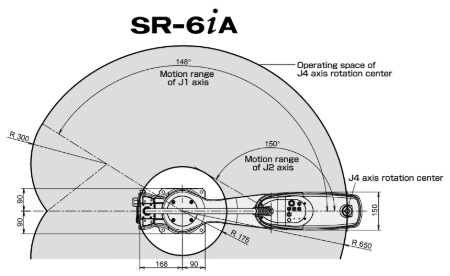 SR-6iA
148°
Motion range
of J1 axis
Operating space of
J4 axis rotation center
R 300
150°
Motion range
of J2 axis
J4 axis rotation center
90
90
150
R 175
R 650
168
90